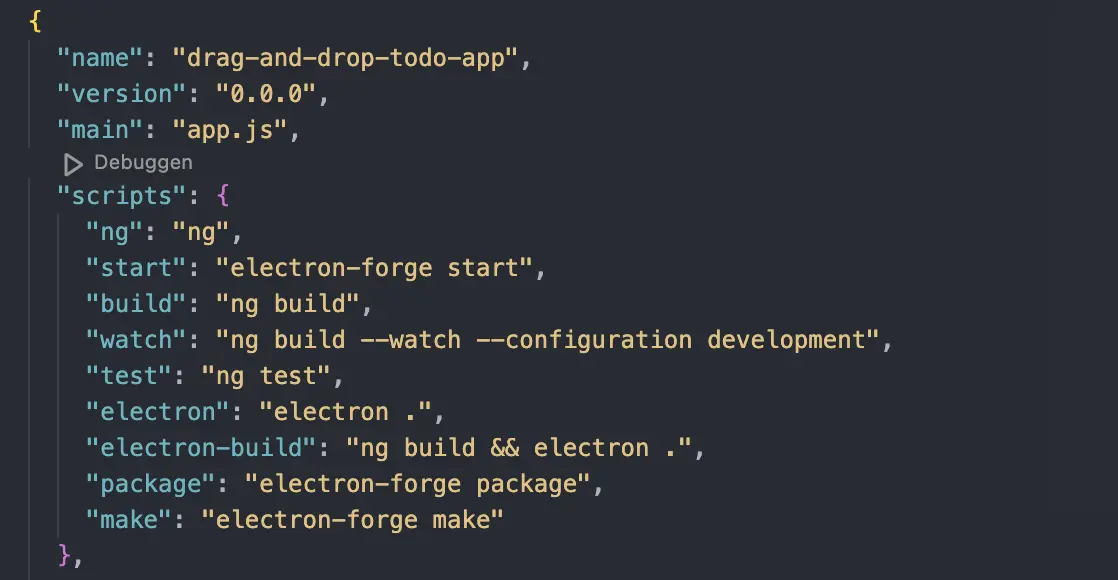 {
"name": "drag-and-drop-todo-app",
"version": "0.0.0",
"main": "app.js",
Debuggen
"scripts": {
"ng": "ng",
"start": "electron-forge start",
"build": "ng build",
"watch": "ng build --watch --configuration development",
"test": "ng test",
"electron": "electron .",
"electron-build": "ng build && electron .",
"package": "electron-forge package",
"make": "electron-forge make"
},